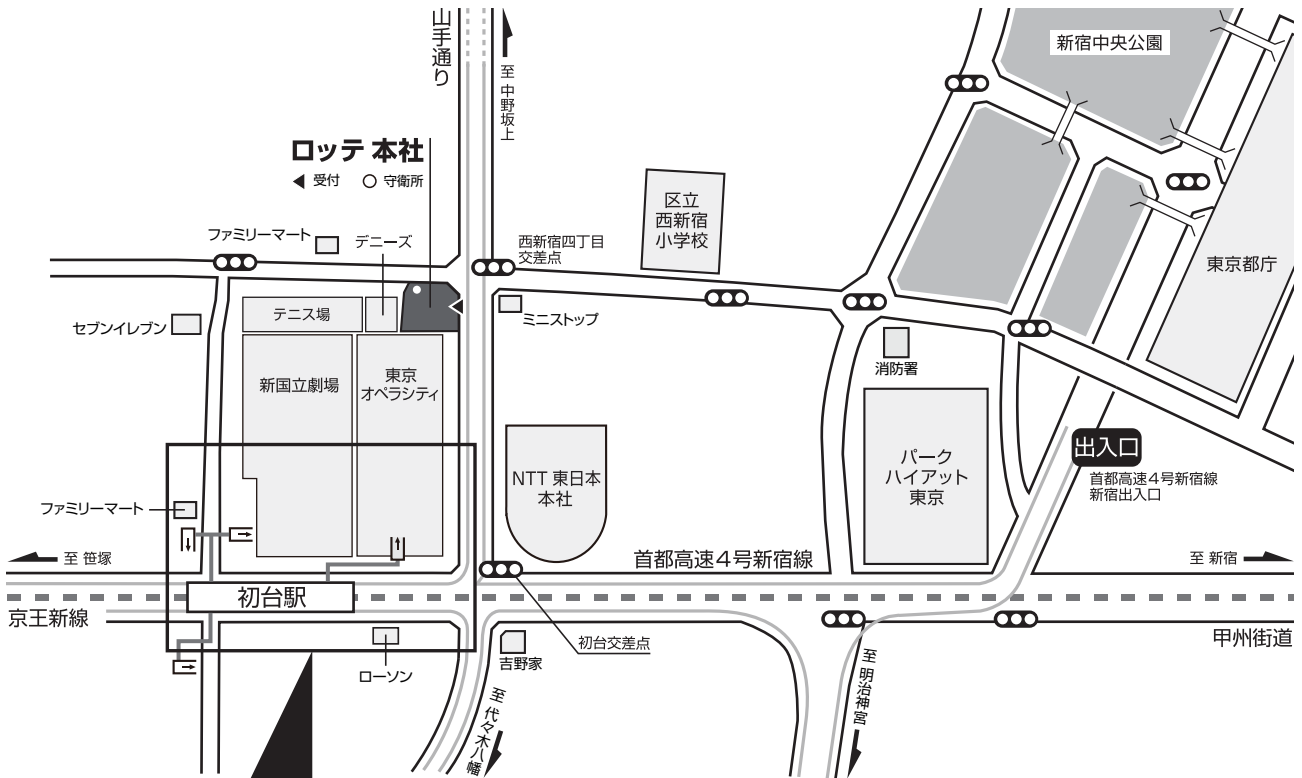 山手通り
至 中野坂上
新宿中央公園
ロッテ 本社
受付
守衛所
区立
西新宿
小学校
ファミリーマート
デニーズ
西新宿四丁目
交差点
東京都庁
テニス場
セブンイレブン
ミニストップ
新国立劇場
東京
オペラシティ
消防署
NTT 東日本
本社
パーク
ハイアット
東京
出入口
首都高速4号新宿線
新宿出入口
ファミリーマート
至 笹塚
首都高速4号新宿線
至 新宿
初台駅
京王新線
甲州街道
初台交差点
吉野家
ローソン
至 代々木八幡
至 明治神宮